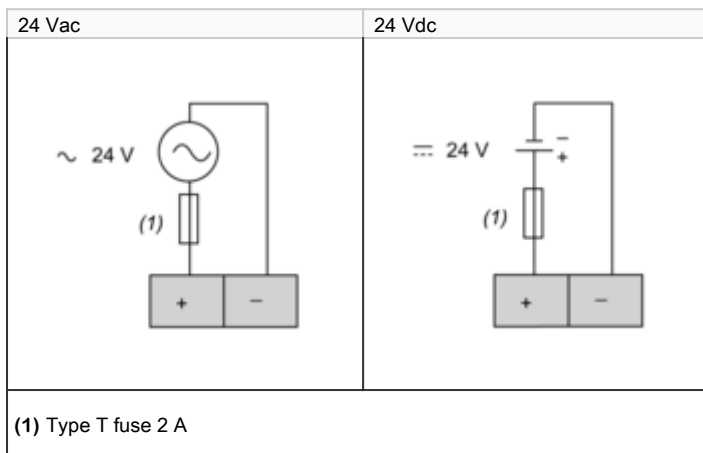 24 Vac
24 Vdc
~ 24 V
(1)
+ −
⎓ 24 V
−
+
(1)
+ −
(1) Type T fuse 2 A